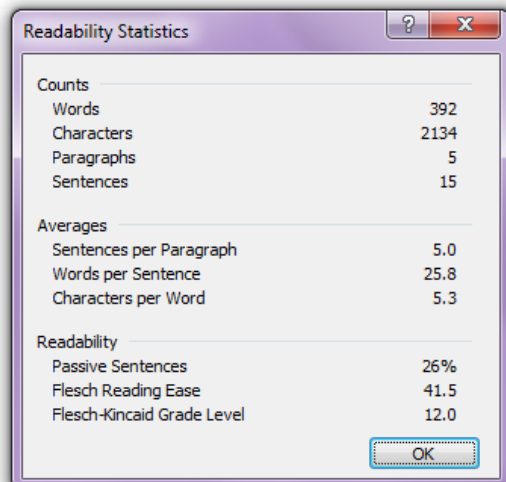 Readability Statistics
?
X
Counts
Words 392
Characters 2134
Paragraphs 5
Sentences 15
Averages
Sentences per Paragraph 5.0
Words per Sentence 25.8
Characters per Word 5.3
Readability
Passive Sentences 26%
Flesch Reading Ease 41.5
Flesch-Kincaid Grade Level 12.0
OK